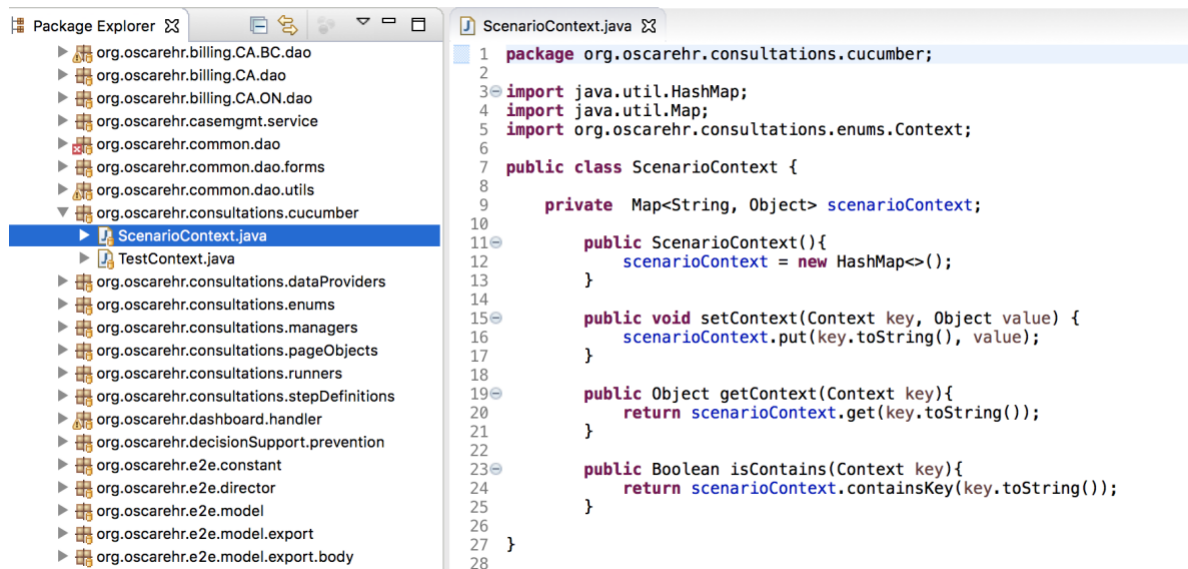 Package Explorer
org.oscarehr.billing.CA.BC.dao
org.oscarehr.billing.CA.dao
org.oscarehr.billing.CA.ON.dao
org.oscarehr.casemgmt.service
org.oscarehr.common.dao
org.oscarehr.common.dao.forms
org.oscarehr.common.dao.utils
org.oscarehr.consultations.cucumber
ScenarioContext.java
TestContext.java
org.oscarehr.consultations.dataProviders
org.oscarehr.consultations.enums
org.oscarehr.consultations.managers
org.oscarehr.consultations.pageObjects
org.oscarehr.consultations.runners
org.oscarehr.consultations.stepDefinitions
org.oscarehr.dashboard.handler
org.oscarehr.decisionSupport.prevention
org.oscarehr.e2e.constant
org.oscarehr.e2e.director
org.oscarehr.e2e.model
org.oscarehr.e2e.model.export
org.oscarehr.e2e.model.export.body
ScenarioContext.java
1 package org.oscarehr.consultations.cucumber;
2
3 import java.util.HashMap;
4 import java.util.Map;
5 import org.oscarehr.consultations.enums.Context;
6
7 public class ScenarioContext {
8
9     private  Map<String, Object> scenarioContext;
10
11         public ScenarioContext(){
12             scenarioContext = new HashMap<>();
13         }
14
15         public void setContext(Context key, Object value) {
16             scenarioContext.put(key.toString(), value);
17         }
18
19         public Object getContext(Context key){
20             return scenarioContext.get(key.toString());
21         }
22
23         public Boolean isContains(Context key){
24             return scenarioContext.containsKey(key.toString());
25         }
26
27 }
28